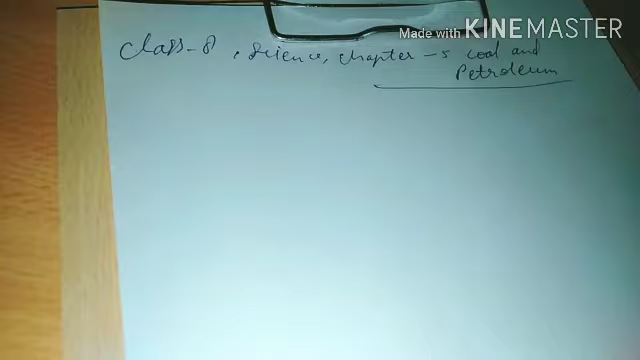 Made with KINEMASTER
Class-8, Science, Chapter-5 Coal and
Petroleum